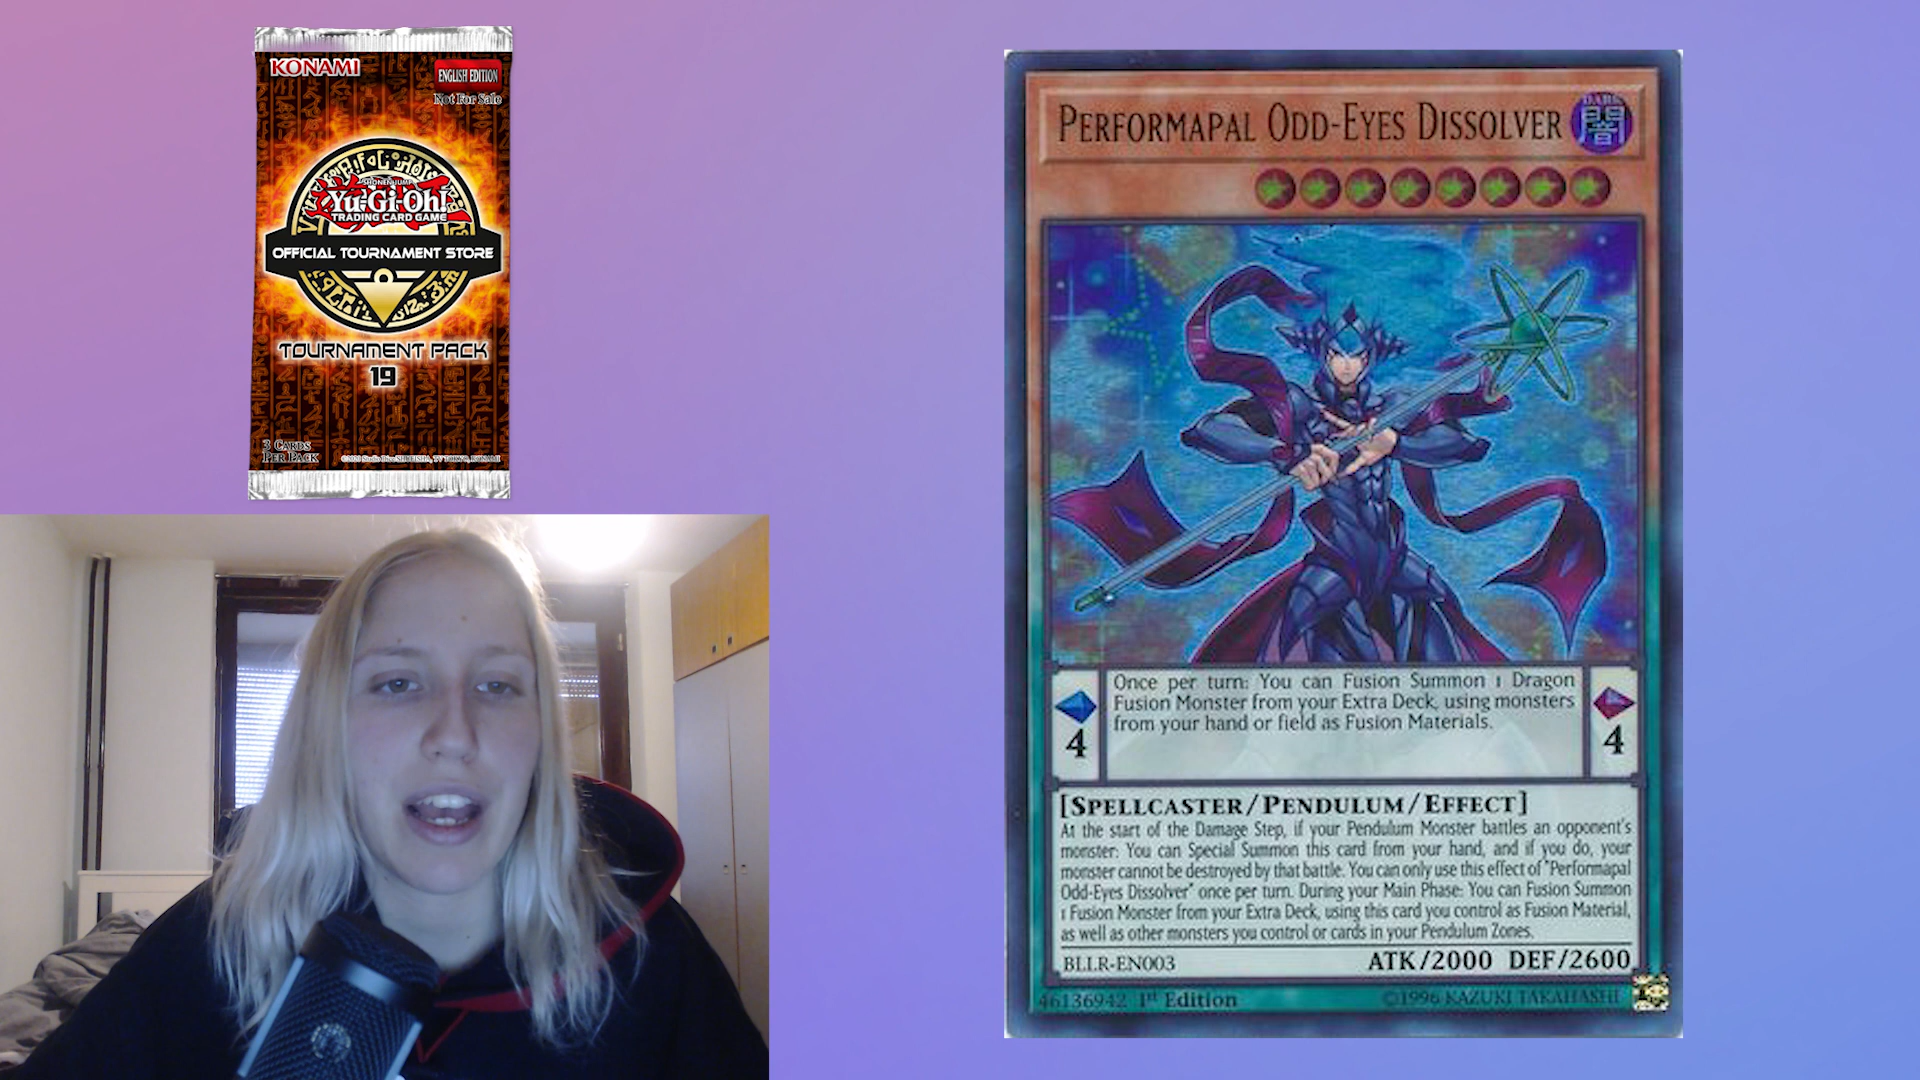 KONAMI
ENGLISH EDITION
Not For Sale
SHONEN JUMP
Yu-Gi-Oh!
TRADING CARD GAME
OFFICIAL TOURNAMENT STORE
TOURNAMENT PACK
19
3 CARDS
PER PACK
PERFORMAPAL ODD-EYES DISSOLVER
DARK
闇
Once per turn: You can Fusion Summon 1 Dragon
Fusion Monster from your Extra Deck, using monsters
from your hand or field as Fusion Materials.
4
4
[SPELLCASTER/PENDULUM/EFFECT]
At the start of the Damage Step, if your Pendulum Monster battles an opponent's
monster: You can Special Summon this card from your hand, and if you do, your
monster cannot be destroyed by that battle. You can only use this effect of "Performapal
Odd-Eyes Dissolver" once per turn. During your Main Phase: You can Fusion Summon
1 Fusion Monster from your Extra Deck, using this card you control as Fusion Material,
as well as other monsters you control or cards in your Pendulum Zones.
BLLR-EN003
ATK/2000 DEF/2600
46136942 1st Edition
©1996 KAZUKI TAKAHASHI